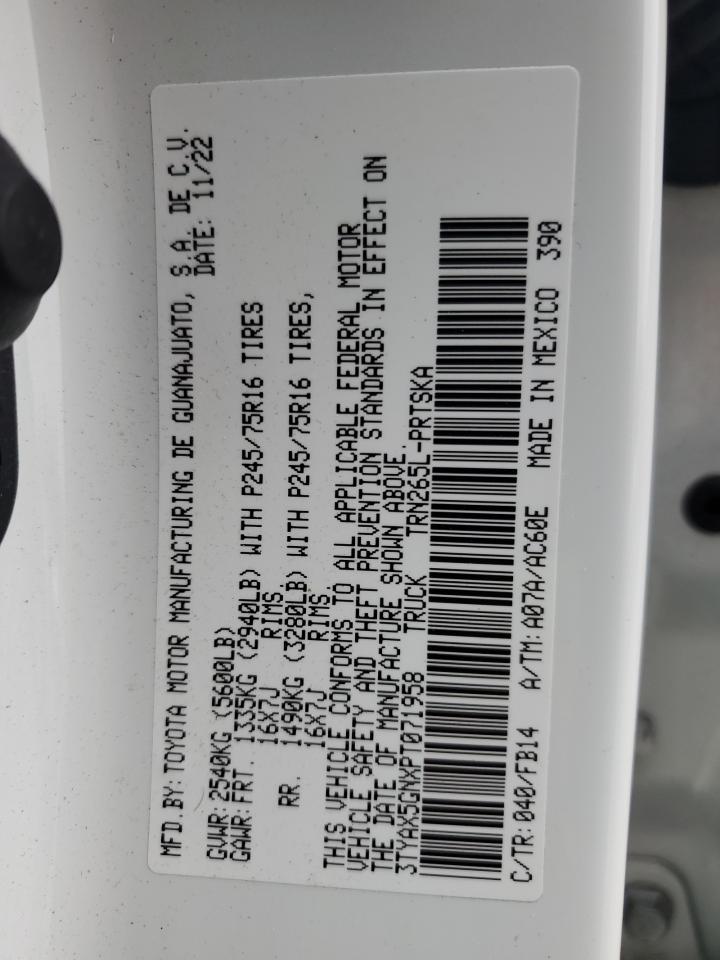 MFD.BY:TOYOTA MOTOR MANUFACTURING DE GUANAJUATO, S.A. DE C.V.
DATE: 11/22
GVWR:2540KG (5600LB)
GAWR:FRT. 1335KG (2940LB) WITH P245/75R16 TIRES
16X7J RIMS,
RR. 1490KG (3280LB) WITH P245/75R16 TIRES,
16X7J RIMS
THIS VEHICLE CONFORMS TO ALL APPLICABLE FEDERAL MOTOR
VEHICLE SAFETY AND THEFT PREVENTION STANDARDS IN EFFECT ON
THE DATE OF MANUFACTURE SHOWN ABOVE.
3TYAX5GNXPT071958 TRUCK TRN265L-PRTSKA
C/TR:040/FB14 A/TM:A07A/AC60E MADE IN MEXICO 390